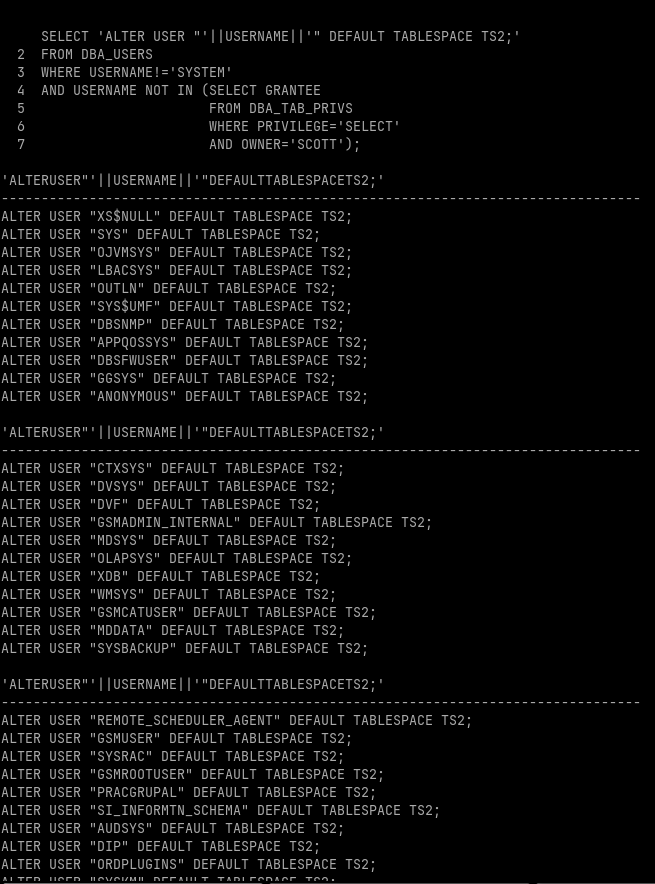 SELECT 'ALTER USER "'||USERNAME||'" DEFAULT TABLESPACE TS2;'
2 FROM DBA_USERS
3 WHERE USERNAME!='SYSTEM'
4 AND USERNAME NOT IN (SELECT GRANTEE
5 FROM DBA_TAB_PRIVS
6 WHERE PRIVILEGE='SELECT'
7 AND OWNER='SCOTT');
'ALTERUSER"'||USERNAME||'"DEFAULTTABLESPACETS2;'
--------------------------------------------------------------------------------
ALTER USER "XS$NULL" DEFAULT TABLESPACE TS2;
ALTER USER "SYS" DEFAULT TABLESPACE TS2;
ALTER USER "OJVMSYS" DEFAULT TABLESPACE TS2;
ALTER USER "LBACSYS" DEFAULT TABLESPACE TS2;
ALTER USER "OUTLN" DEFAULT TABLESPACE TS2;
ALTER USER "SYS$UMF" DEFAULT TABLESPACE TS2;
ALTER USER "DBSNMP" DEFAULT TABLESPACE TS2;
ALTER USER "APPQOSSYS" DEFAULT TABLESPACE TS2;
ALTER USER "DBSFWUSER" DEFAULT TABLESPACE TS2;
ALTER USER "GGSYS" DEFAULT TABLESPACE TS2;
ALTER USER "ANONYMOUS" DEFAULT TABLESPACE TS2;
'ALTERUSER"'||USERNAME||'"DEFAULTTABLESPACETS2;'
--------------------------------------------------------------------------------
ALTER USER "CTXSYS" DEFAULT TABLESPACE TS2;
ALTER USER "DVSYS" DEFAULT TABLESPACE TS2;
ALTER USER "DVF" DEFAULT TABLESPACE TS2;
ALTER USER "GSMADMIN_INTERNAL" DEFAULT TABLESPACE TS2;
ALTER USER "MDSYS" DEFAULT TABLESPACE TS2;
ALTER USER "OLAPSYS" DEFAULT TABLESPACE TS2;
ALTER USER "XDB" DEFAULT TABLESPACE TS2;
ALTER USER "WMSYS" DEFAULT TABLESPACE TS2;
ALTER USER "GSMCATUSER" DEFAULT TABLESPACE TS2;
ALTER USER "MDDATA" DEFAULT TABLESPACE TS2;
ALTER USER "SYSBACKUP" DEFAULT TABLESPACE TS2;
'ALTERUSER"'||USERNAME||'"DEFAULTTABLESPACETS2;'
--------------------------------------------------------------------------------
ALTER USER "REMOTE_SCHEDULER_AGENT" DEFAULT TABLESPACE TS2;
ALTER USER "GSMUSER" DEFAULT TABLESPACE TS2;
ALTER USER "SYSRAC" DEFAULT TABLESPACE TS2;
ALTER USER "GSMROOTUSER" DEFAULT TABLESPACE TS2;
ALTER USER "PRACGRUPAL" DEFAULT TABLESPACE TS2;
ALTER USER "SI_INFORMTN_SCHEMA" DEFAULT TABLESPACE TS2;
ALTER USER "AUDSYS" DEFAULT TABLESPACE TS2;
ALTER USER "DIP" DEFAULT TABLESPACE TS2;
ALTER USER "ORDPLUGINS" DEFAULT TABLESPACE TS2;
ALTER USER "SYSKM" DEFAULT TABLESPACE TS2;